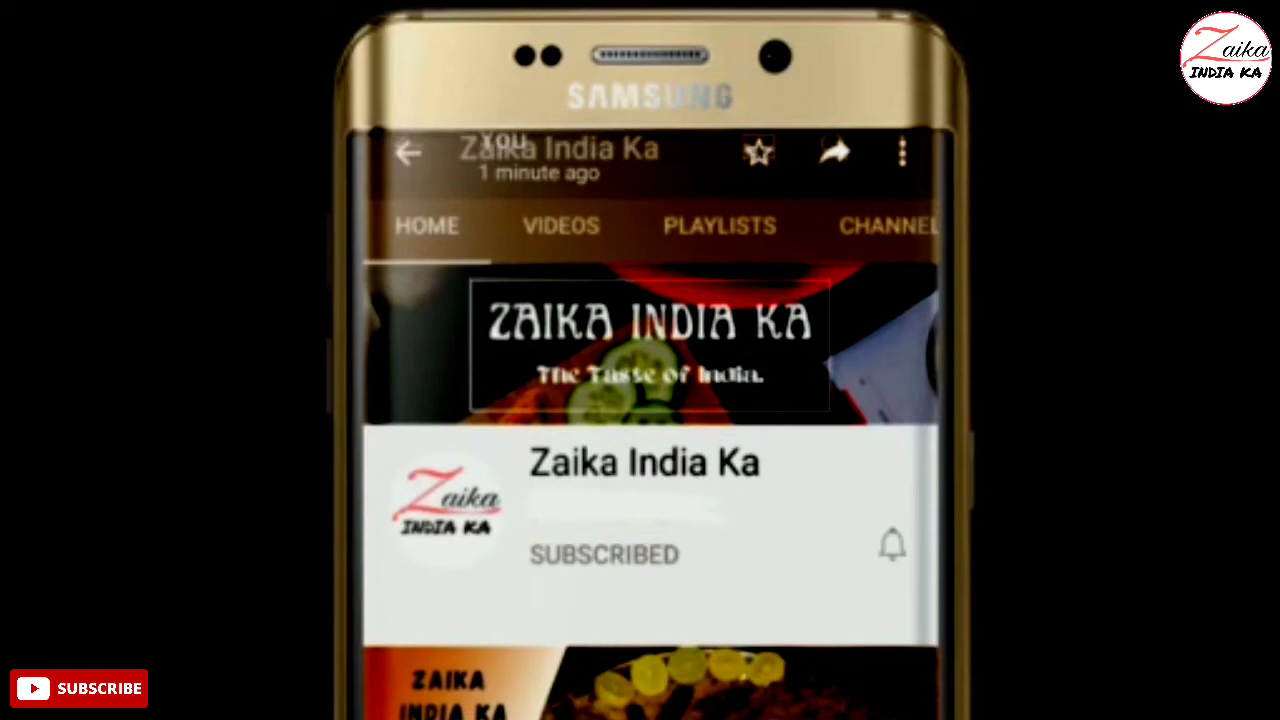 Zaika
INDIA KA
SAMSUNG
YOU
Zaika India Ka
1 minute ago
HOME VIDEOS PLAYLISTS CHANNEL
ZAIKA INDIA KA
The Taste of India.
Zaika India Ka
Zaika
INDIA KA
SUBSCRIBED
ZAIKA
INDIA KA
SUBSCRIBE